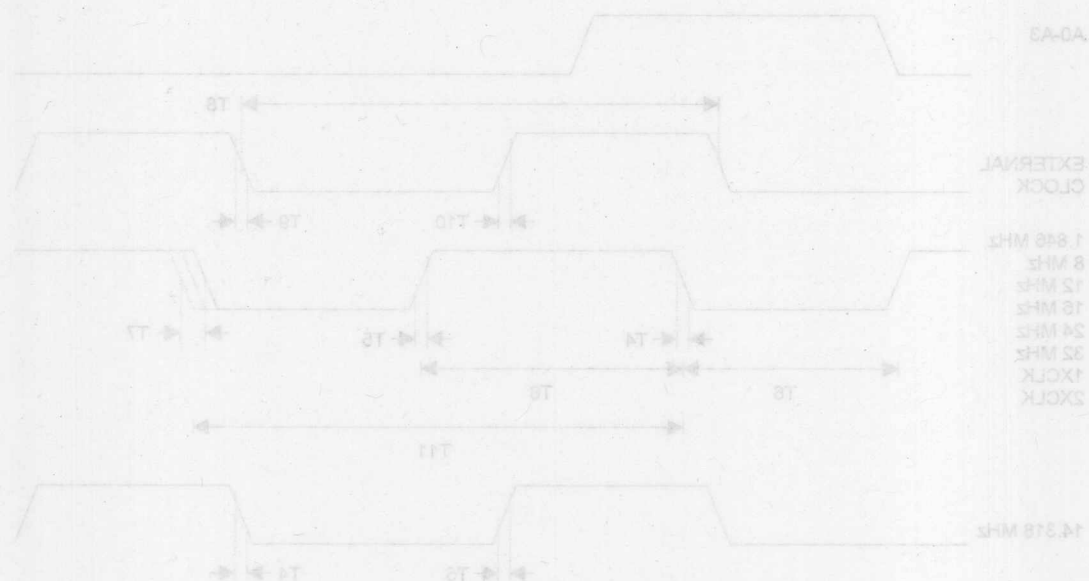 A0-A3
T8
EXTERNAL
CLOCK
T9
T10
1.846 MHz
8 MHz
12 MHz
16 MHz
24 MHz
32 MHz
1XCLK
2XCLK
T7
T5
T4
T6
T6
T11
14.318 MHz
T4
T5